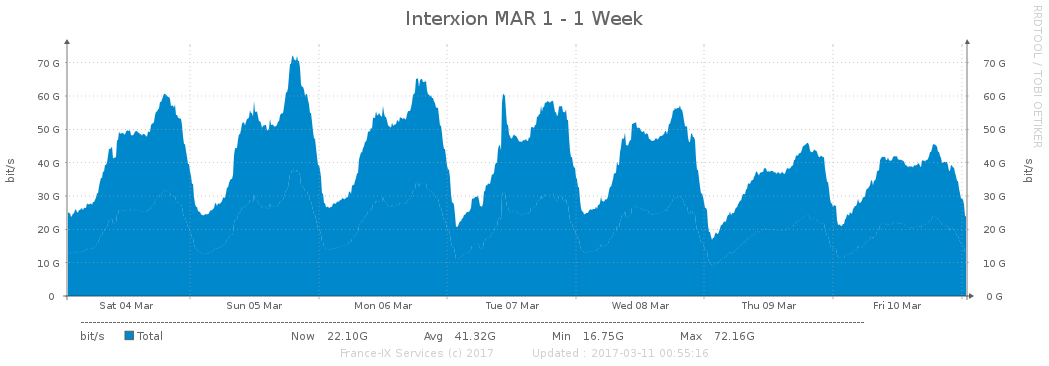 Interxion MAR 1 - 1 Week
RRDTOOL / TOBI OETIKER
bit/s
70 G 70 G
60 G 60 G
50 G 50 G
40 G 40 G
30 G 30 G
20 G 20 G
10 G 10 G
0 0 G
bit/s
Sat 04 Mar Sun 05 Mar Mon 06 Mar Tue 07 Mar Wed 08 Mar Thu 09 Mar Fri 10 Mar
bit/s Total Now 22.10G Avg 41.32G Min 16.75G Max 72.16G
France-IX Services (c) 2017 Updated : 2017-03-11 00:55:16